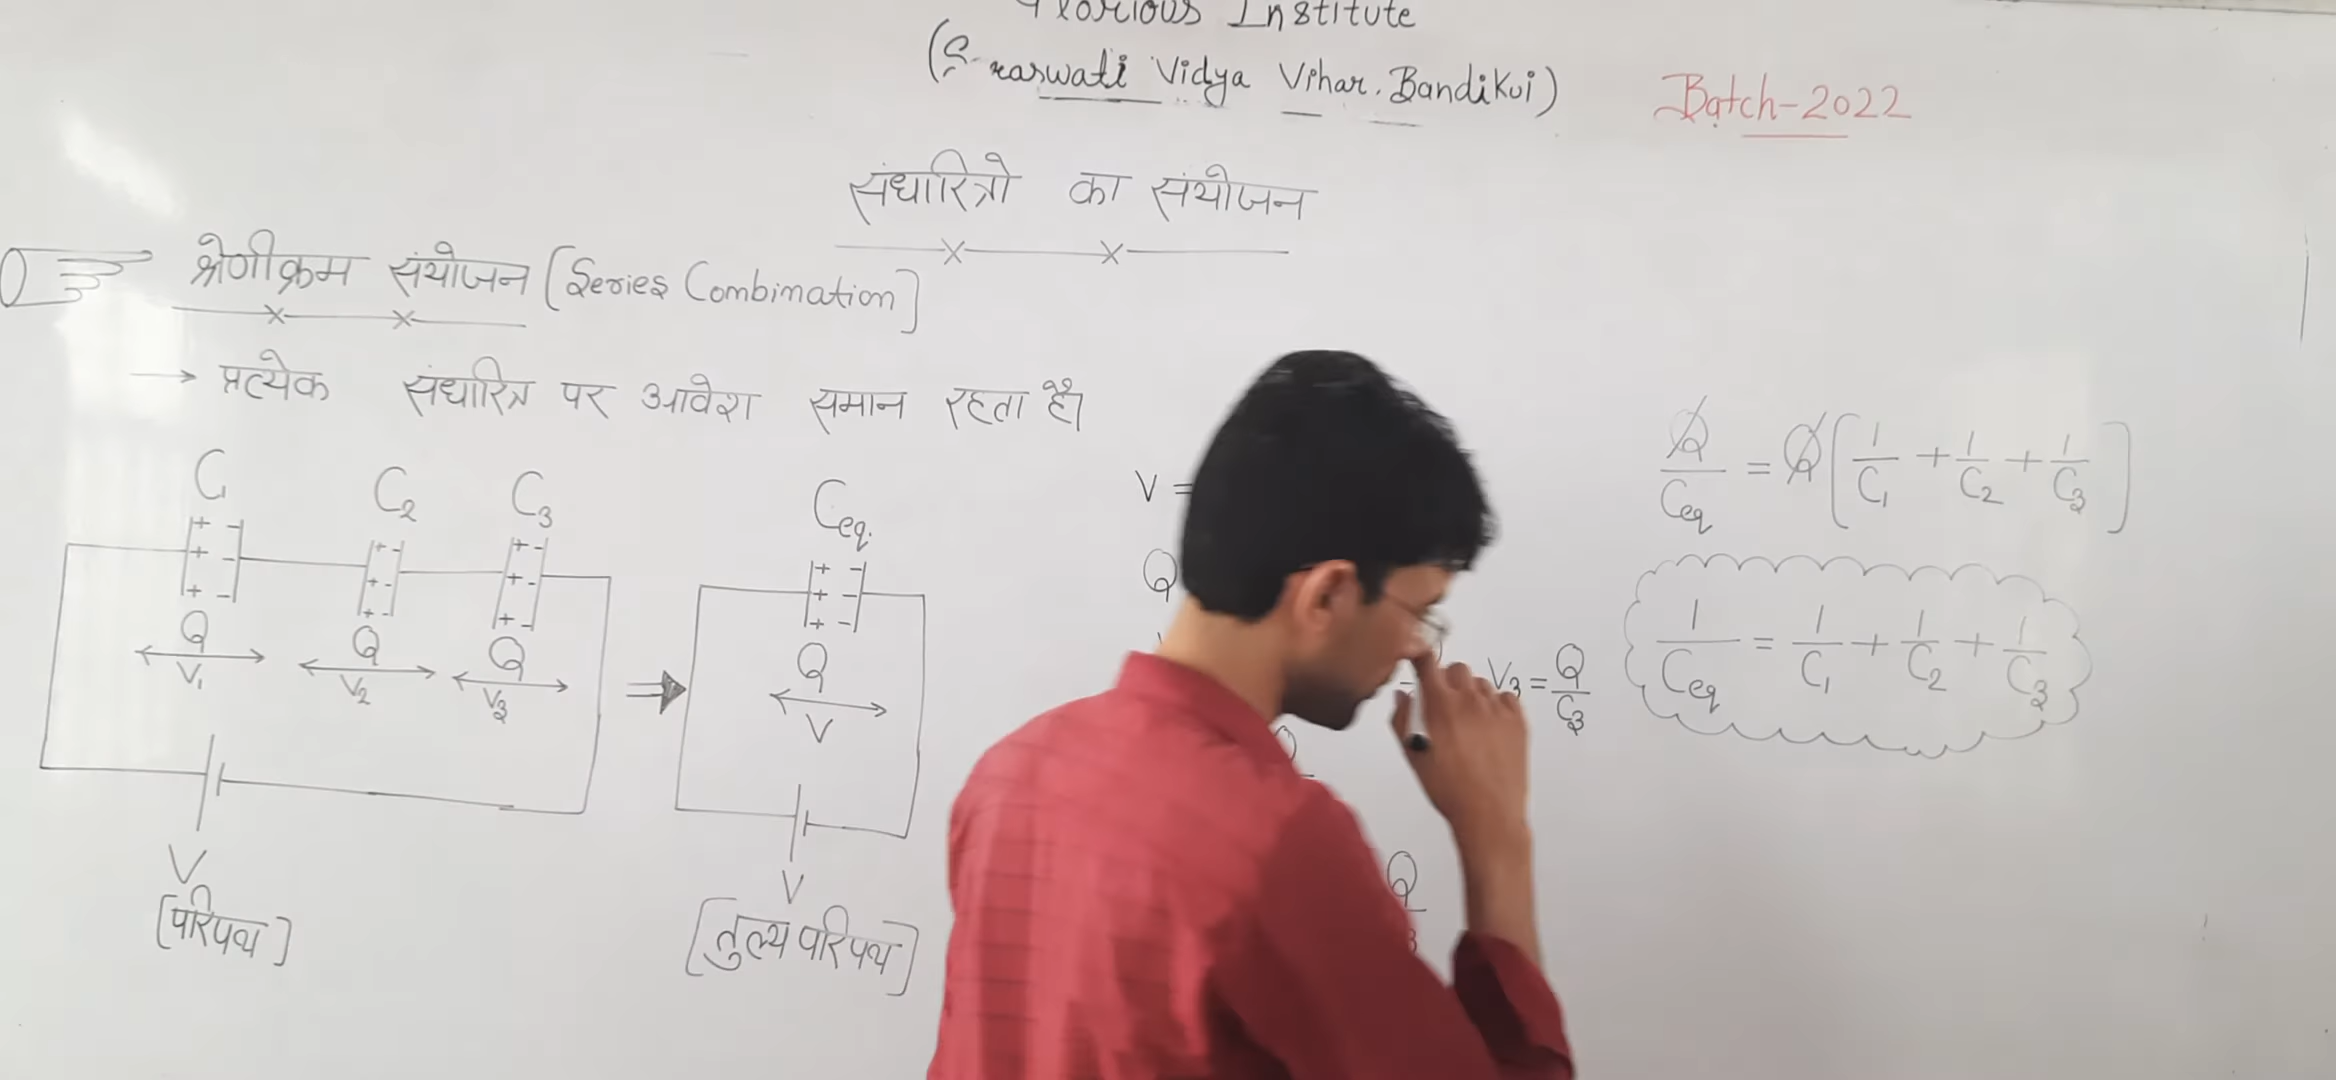 Institute
Vidya Vihar. Bandikui)
Batch-2022
संधारित्रो का संयोजन
श्रेणीक्रम संयोजन [Series Combination]
→ प्रत्येक संधारित्र पर आवेश समान रहता है।
C₁ C₂ C₃
+ - + - + -
+ - + - + -
+ - + - + -
Q Q Q
V₁ V₂ V₃
V
[परिपथ]
⇒
Ceq.
+ -
+ -
+ -
Q
V
V
[तुल्य परिपथ]
V =
Q
V₃ = Q/C₃
Q
Q/Ceq = Q[1/C₁ + 1/C₂ + 1/C₃]
1/Ceq = 1/C₁ + 1/C₂ + 1/C₃